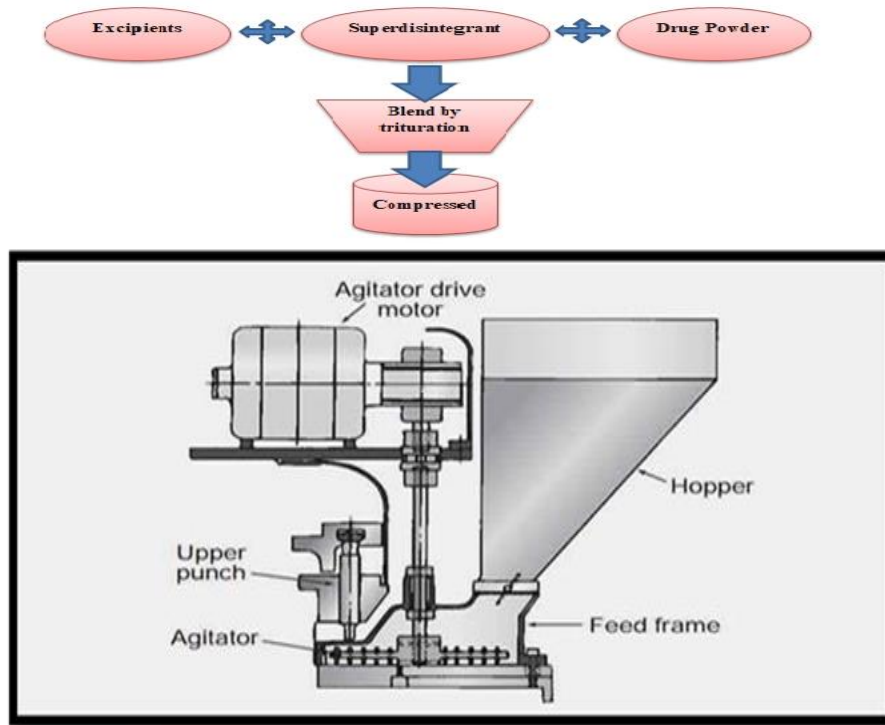 Excipients
Superdisintegrant
Drug Powder
Blend by
trituration
Compressed
Agitator drive
motor
Hopper
Upper
punch
Feed frame
Agitator